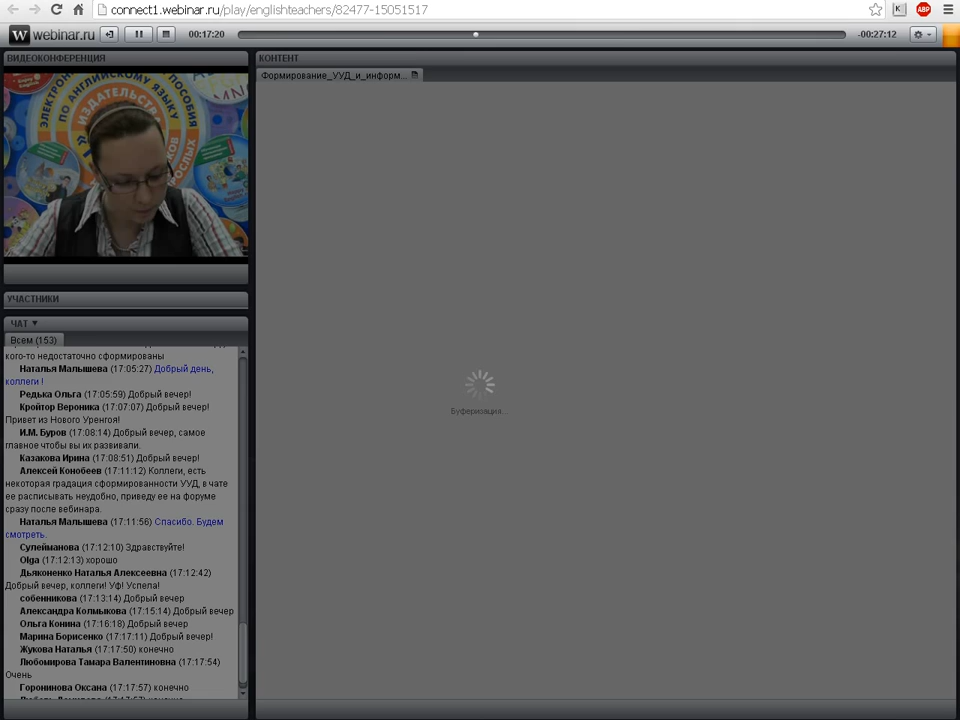 connect1.webinar.ru/play/englishteachers/82477-15051517
W webinar.ru 00:17:20 -00:27:12
ВИДЕОКОНФЕРЕНЦИЯ
КОНТЕНТ
Формирование_УУД_и_информ...
ЭЛЕКТРОННЫЕ ПОСОБИЯ
ПО АНГЛИЙСКОМУ ЯЗЫКУ
ИЗДАТЕЛЬСТВ
УЧАСТНИКИ
ЧАТ
Всем (153)
кого-то недостаточно сформированы
Наталья Малышева (17:05:27) Добрый день,
коллеги !
Редька Ольга (17:05:59) Добрый вечер!
Кройтор Вероника (17:07:07) Добрый вечер!
Привет из Нового Уренгоя!
И.М. Буров (17:08:14) Добрый вечер, самое
главное чтобы вы их развивали.
Казакова Ирина (17:08:51) Добрый вечер!
Алексей Конобеев (17:11:12) Коллеги, есть
некоторая градация сформированности УУД, в чате
ее расписывать неудобно, приведу ее на форуме
сразу после вебинара.
Наталья Малышева (17:11:56) Спасибо. Будем
смотреть.
Сулейманова (17:12:10) Здравствуйте!
Olga (17:12:13) хорошо
Дьяконенко Наталья Алексеевна (17:12:42)
Добрый вечер, коллеги! Уф! Успела!
собенникова (17:13:14) Добрый вечер
Александра Колмыкова (17:15:14) Добрый вечер
Ольга Конина (17:16:18) Добрый вечер
Марина Борисенко (17:17:11) Добрый вечер!
Жукова Наталья (17:17:50) конечно
Любомирова Тамара Валентиновна (17:17:54)
Очень
Горонинова Оксана (17:17:57) конечно
Буферизация...
ABP